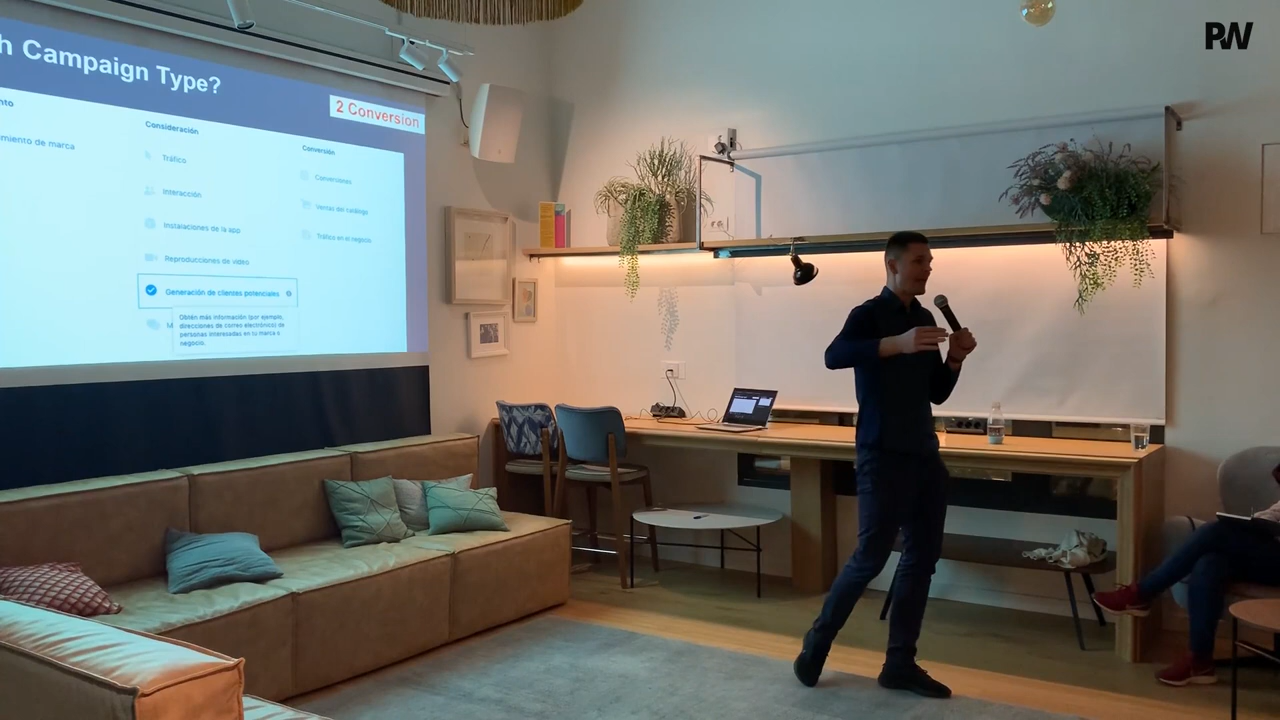 h Campaign Type?
2 Conversion
nto
miento de marca
Consideración
Tráfico
Interacción
Instalaciones de la app
Reproducciones de video
Generación de clientes potenciales
Obtén más información (por ejemplo,
direcciones de correo electrónico) de
personas interesadas en tu marca o
negocio.
M
Conversión
Conversiones
Ventas del catálogo
Tráfico en el negocio
PW